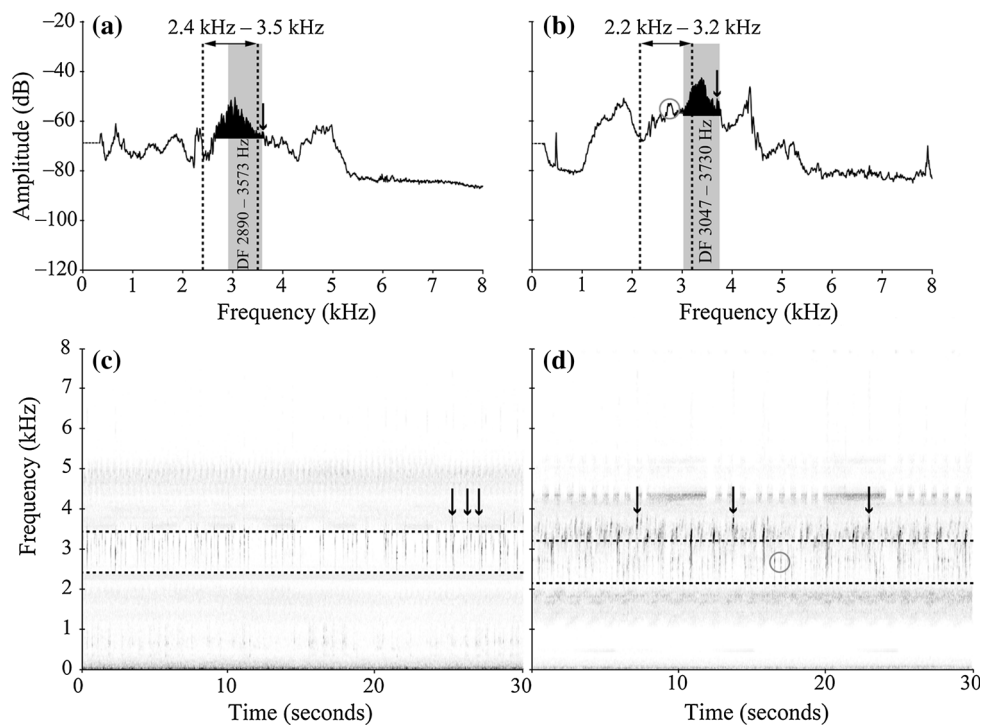 (a)
2.4 kHz – 3.5 kHz
−20
−40
−60
−80
−100
−120
Amplitude (dB)
DF 2890 – 3573 Hz
0 1 2 3 4 5 6 7 8
Frequency (kHz)
(b)
2.2 kHz – 3.2 kHz
DF 3047 – 3730 Hz
0 1 2 3 4 5 6 7 8
Frequency (kHz)
(c)
8
7
6
5
4
3
2
1
0
Frequency (kHz)
0 10 20 30
Time (seconds)
(d)
10 20 30
Time (seconds)